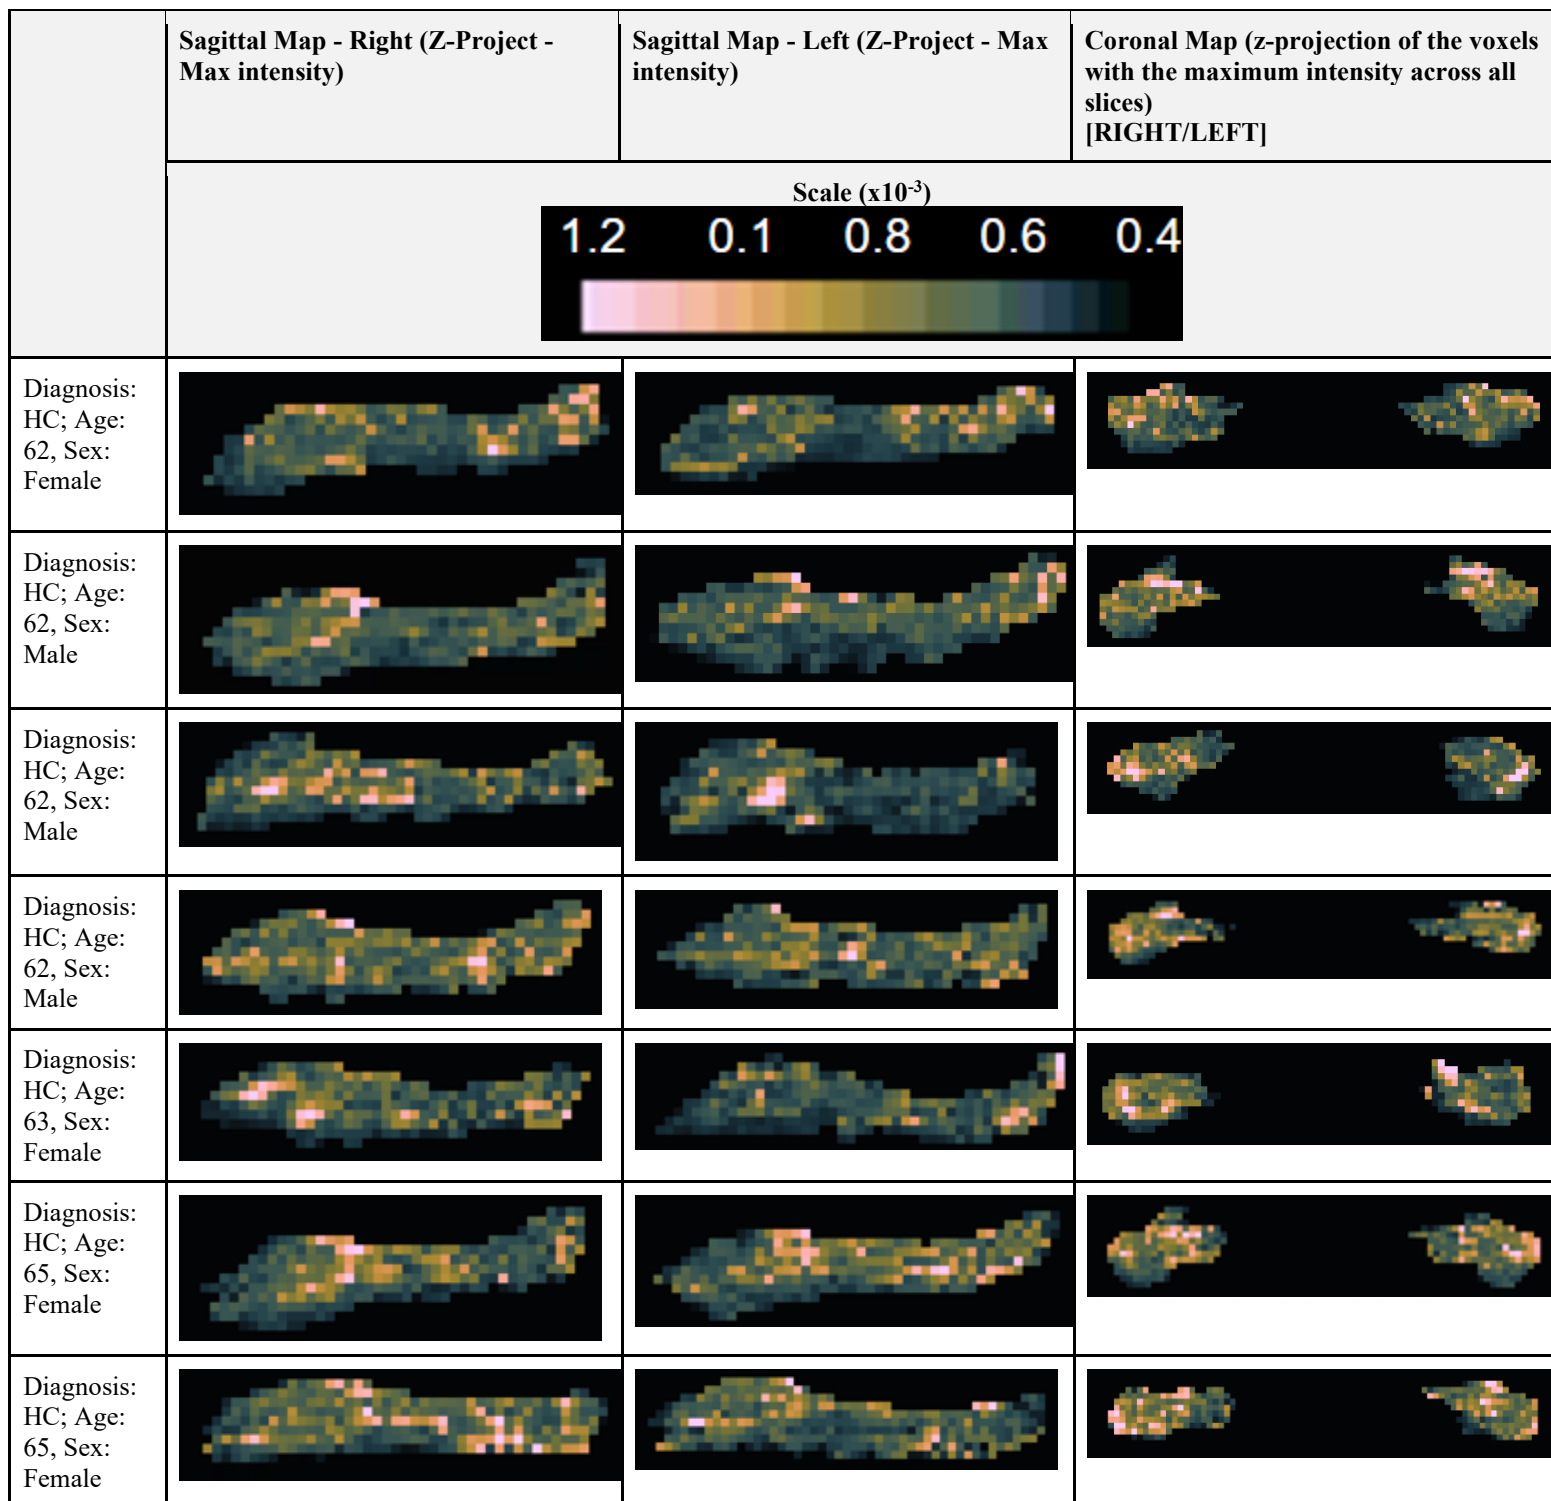 Sagittal Map - Right (Z-Project -
Max intensity)
Sagittal Map - Left (Z-Project - Max
intensity)
Coronal Map (z-projection of the voxels
with the maximum intensity across all
slices)
[RIGHT/LEFT]
Scale (x10-3)
1.2 0.1 0.8 0.6 0.4
Diagnosis:
HC; Age:
62, Sex:
Female
Diagnosis:
HC; Age:
62, Sex:
Male
Diagnosis:
HC; Age:
62, Sex:
Male
Diagnosis:
HC; Age:
62, Sex:
Male
Diagnosis:
HC; Age:
63, Sex:
Female
Diagnosis:
HC; Age:
65, Sex:
Female
Diagnosis:
HC; Age:
65, Sex:
Female